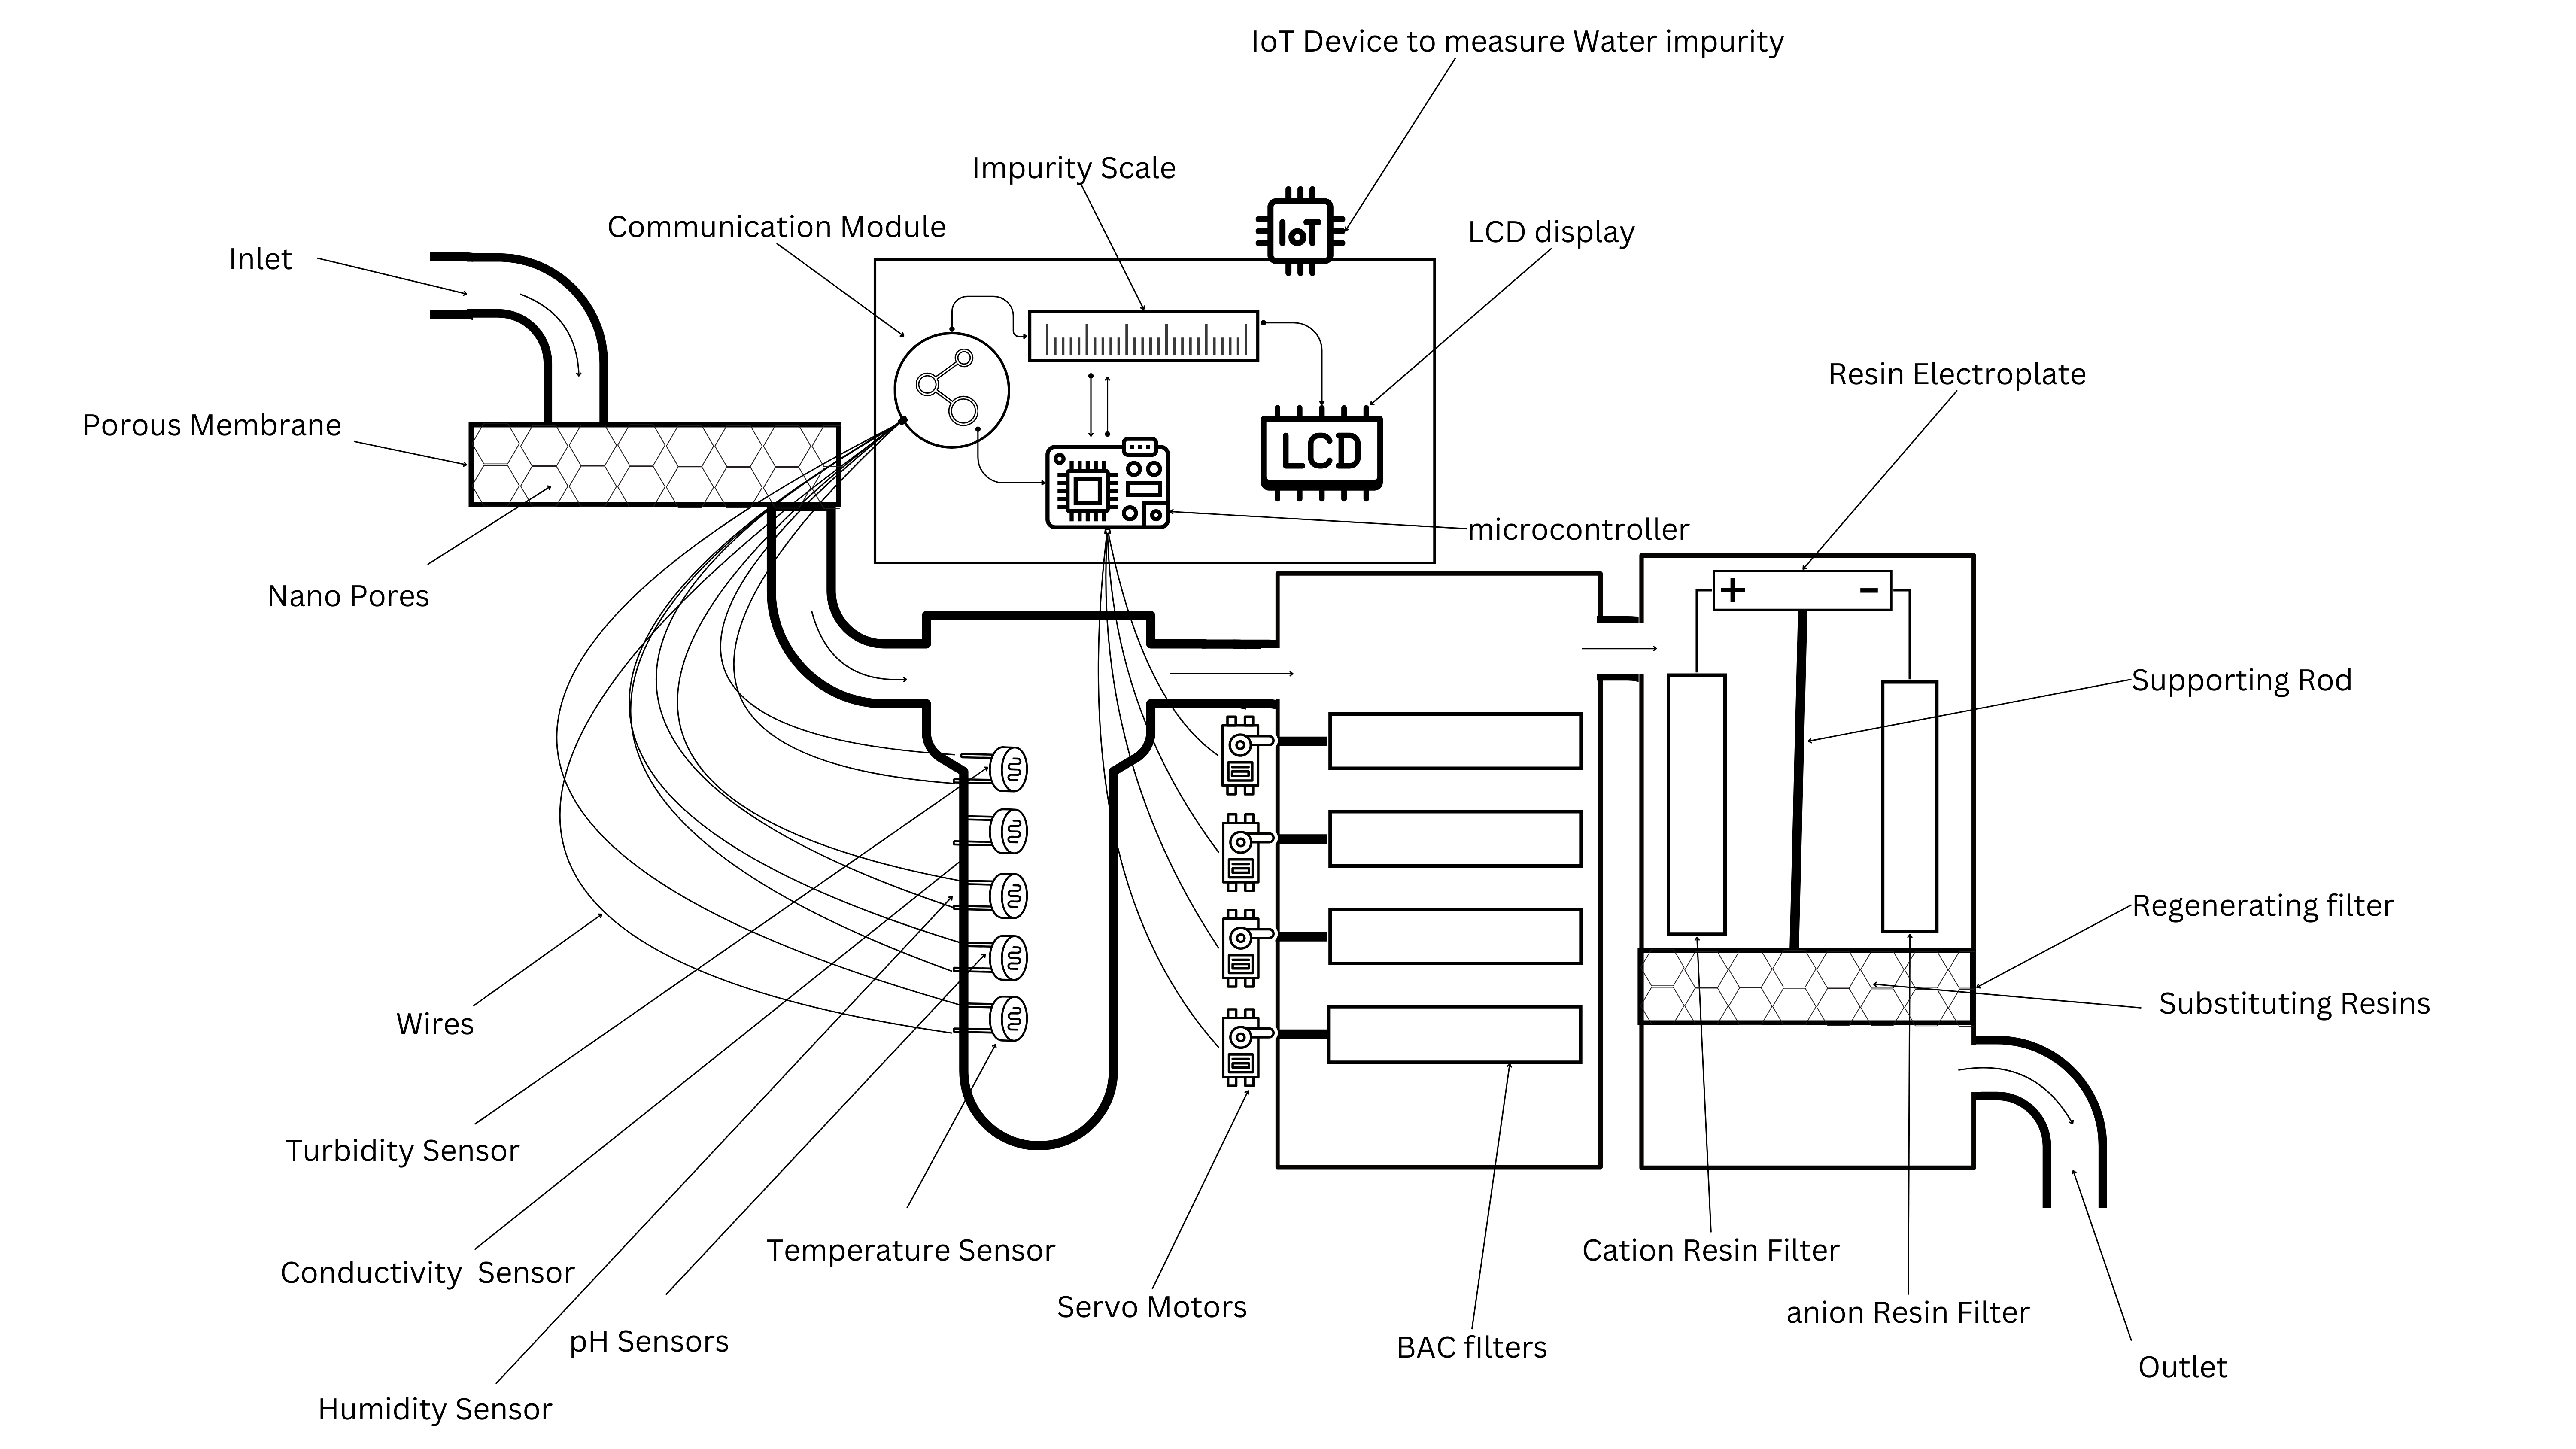 IoT Device to measure Water impurity
Impurity Scale
Communication Module
LCD display
Inlet
IoT
Resin Electroplate
Porous Membrane
LCD
microcontroller
+ -
Nano Pores
Supporting Rod
Regenerating filter
Substituting Resins
Wires
Turbidity Sensor
Conductivity  Sensor
Temperature Sensor
Cation Resin Filter
Servo Motors
anion Resin Filter
pH Sensors
BAC fIlters
Outlet
Humidity Sensor